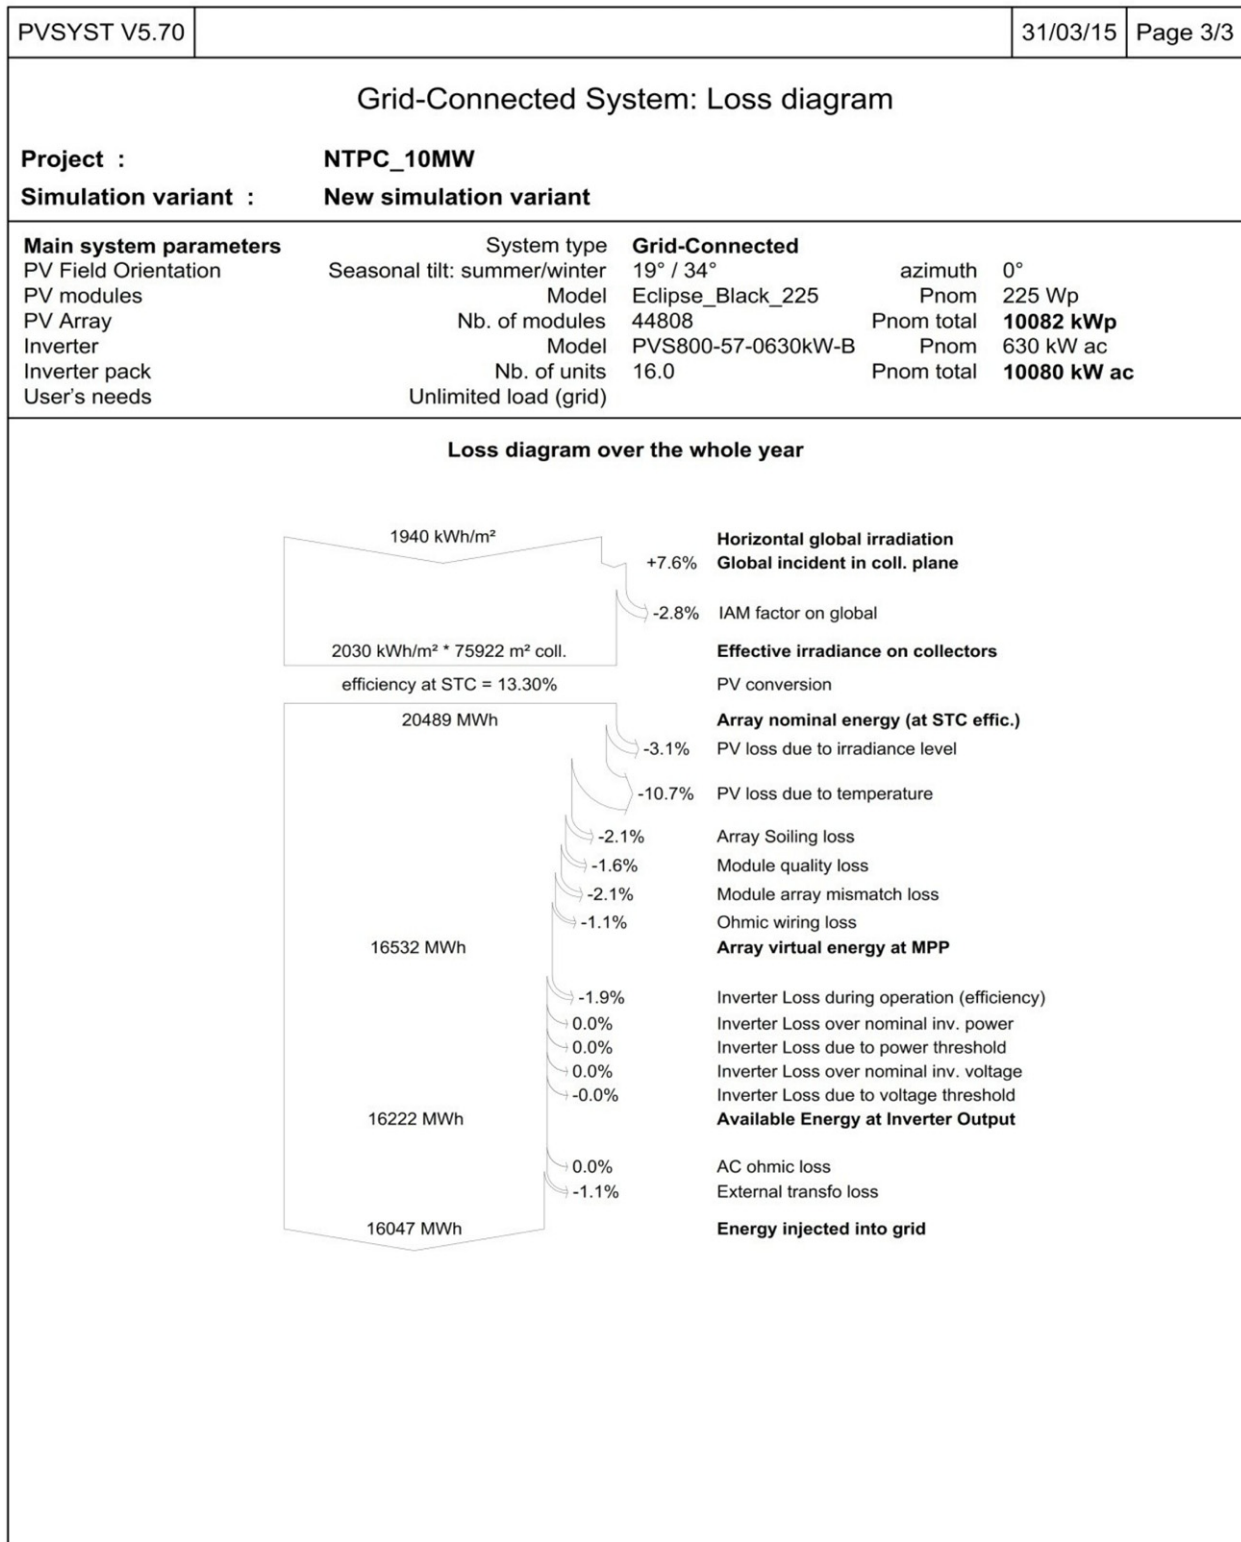 PVSYST V5.70 31/03/15 Page 3/3
Grid-Connected System: Loss diagram
Project : NTPC_10MW
Simulation variant : New simulation variant
Main system parameters System type Grid-Connected
PV Field Orientation Seasonal tilt: summer/winter 19° / 34° azimuth 0°
PV modules Model Eclipse_Black_225 Pnom 225 Wp
PV Array Nb. of modules 44808 Pnom total 10082 kWp
Inverter Model PVS800-57-0630kW-B Pnom 630 kW ac
Inverter pack Nb. of units 16.0 Pnom total 10080 kW ac
User's needs Unlimited load (grid)
Loss diagram over the whole year
1940 kWh/m² Horizontal global irradiation
+7.6% Global incident in coll. plane
-2.8% IAM factor on global
2030 kWh/m² * 75922 m² coll. Effective irradiance on collectors
efficiency at STC = 13.30% PV conversion
20489 MWh Array nominal energy (at STC effic.)
-3.1% PV loss due to irradiance level
-10.7% PV loss due to temperature
-2.1% Array Soiling loss
-1.6% Module quality loss
-2.1% Module array mismatch loss
-1.1% Ohmic wiring loss
16532 MWh Array virtual energy at MPP
-1.9% Inverter Loss during operation (efficiency)
0.0% Inverter Loss over nominal inv. power
0.0% Inverter Loss due to power threshold
0.0% Inverter Loss over nominal inv. voltage
-0.0% Inverter Loss due to voltage threshold
16222 MWh Available Energy at Inverter Output
0.0% AC ohmic loss
-1.1% External transfo loss
16047 MWh Energy injected into grid